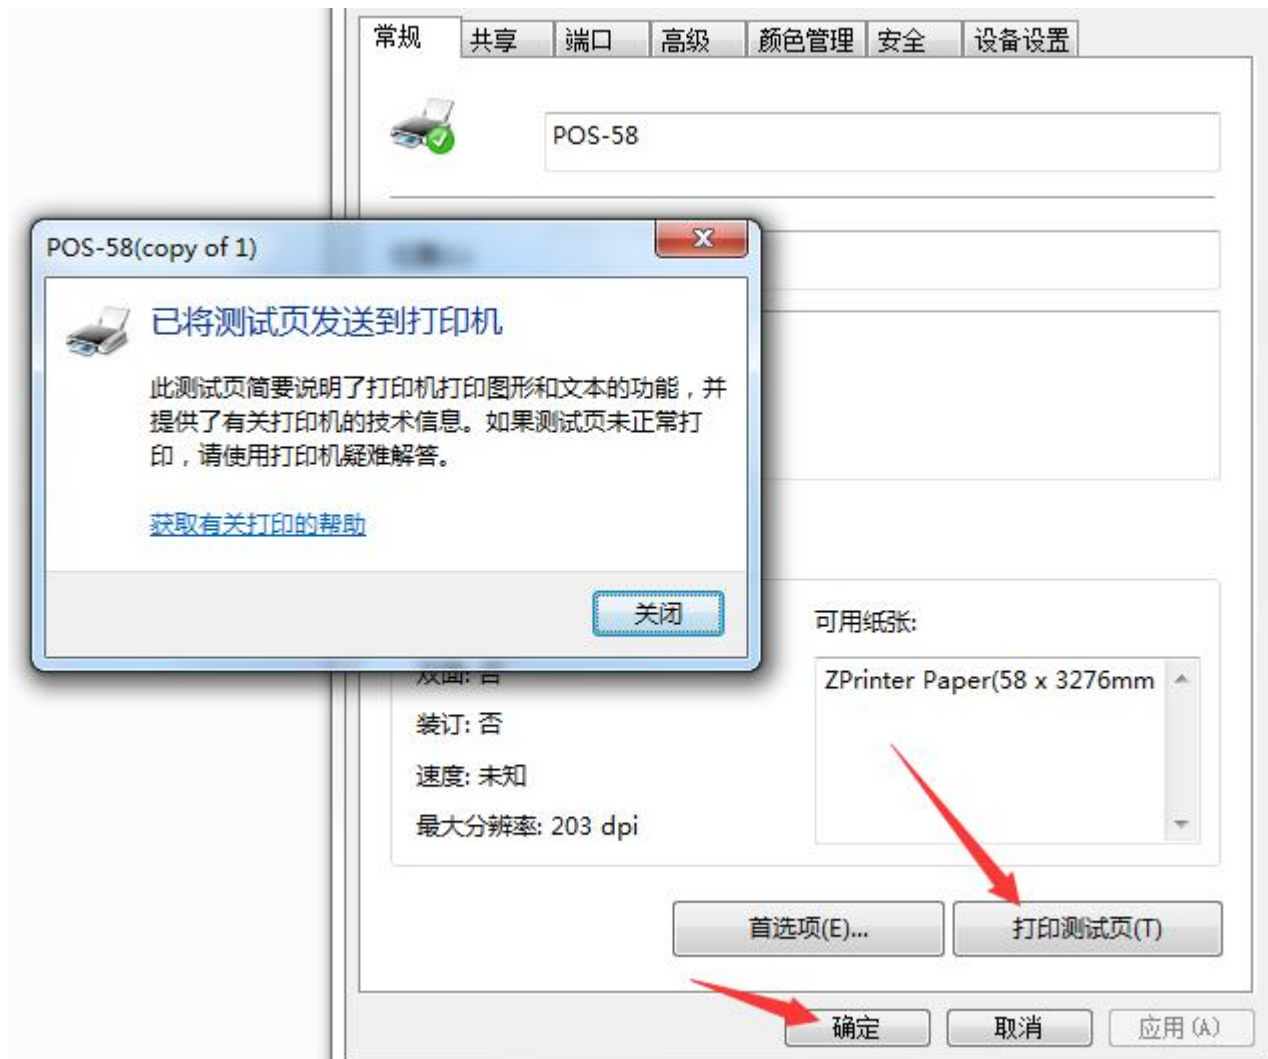 常规 共享 端口 高级 颜色管理 安全 设备设置
POS-58
POS-58(copy of 1)
已将测试页发送到打印机
此测试页简要说明了打印机打印图形和文本的功能，并
提供了有关打印机的技术信息。如果测试页未正常打
印，请使用打印机疑难解答。
获取有关打印的帮助
关闭
可用纸张:
双面: 否
ZPrinter Paper(58 x 3276mm
装订: 否
速度: 未知
最大分辨率: 203 dpi
首选项(E)... 打印测试页(T)
确定 取消 应用(A)